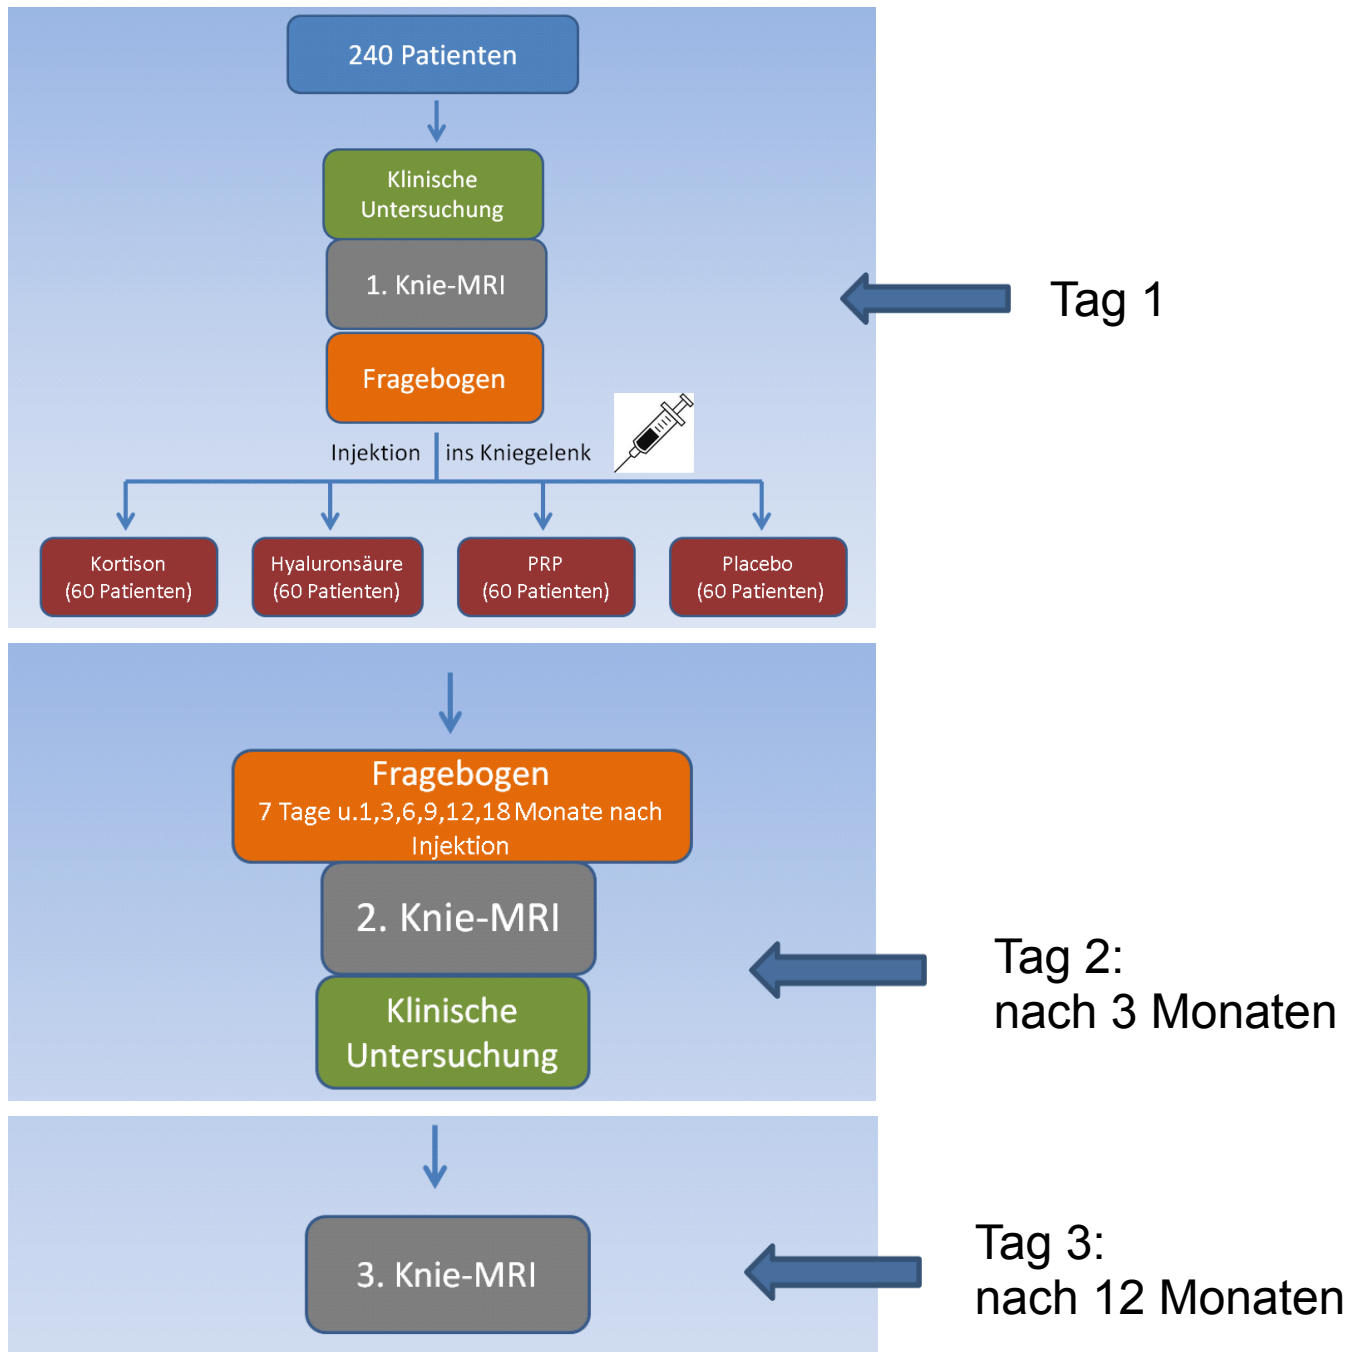 240 Patienten
Klinische
Untersuchung
1. Knie-MRI
Tag 1
Fragebogen
Injektion ins Kniegelenk
Kortison
(60 Patienten)
Hyaluronsäure
(60 Patienten)
PRP
(60 Patienten)
Placebo
(60 Patienten)
Fragebogen
7 Tage u.1,3,6,9,12,18 Monate nach
Injektion
2. Knie-MRI
Klinische
Untersuchung
Tag 2:
nach 3 Monaten
3. Knie-MRI
Tag 3:
nach 12 Monaten